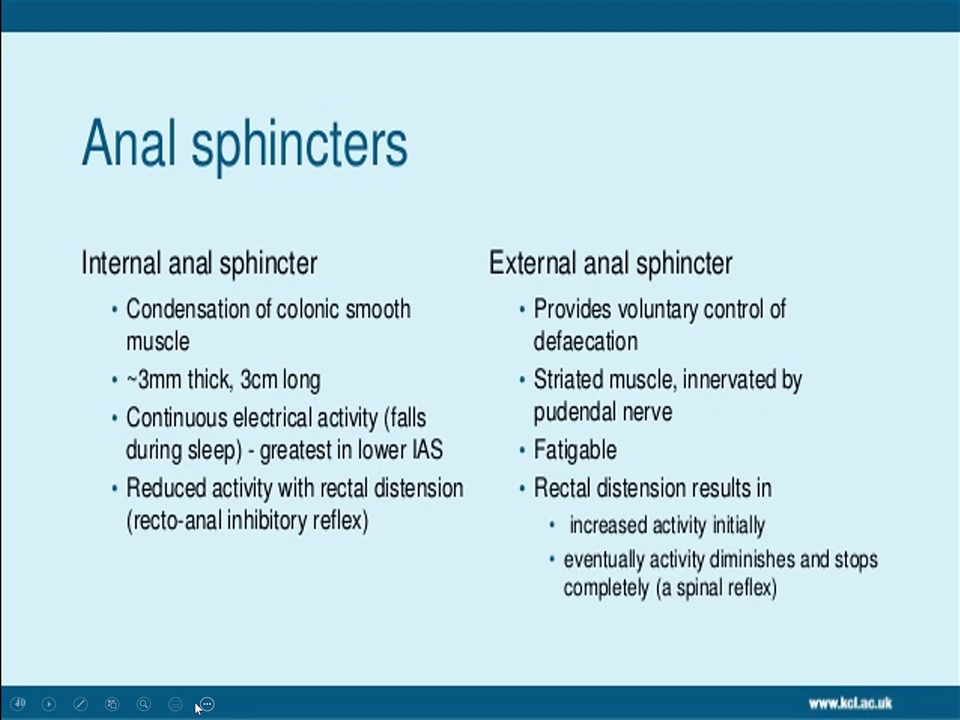 Anal sphincters
Internal anal sphincter
• Condensation of colonic smooth
muscle
• ~3mm thick, 3cm long
• Continuous electrical activity (falls
during sleep) - greatest in lower IAS
• Reduced activity with rectal distension
(recto-anal inhibitory reflex)
External anal sphincter
• Provides voluntary control of
defaecation
• Striated muscle, innervated by
pudendal nerve
• Fatigable
• Rectal distension results in
• increased activity initially
• eventually activity diminishes and stops
completely (a spinal reflex)
www.kcl.ac.uk